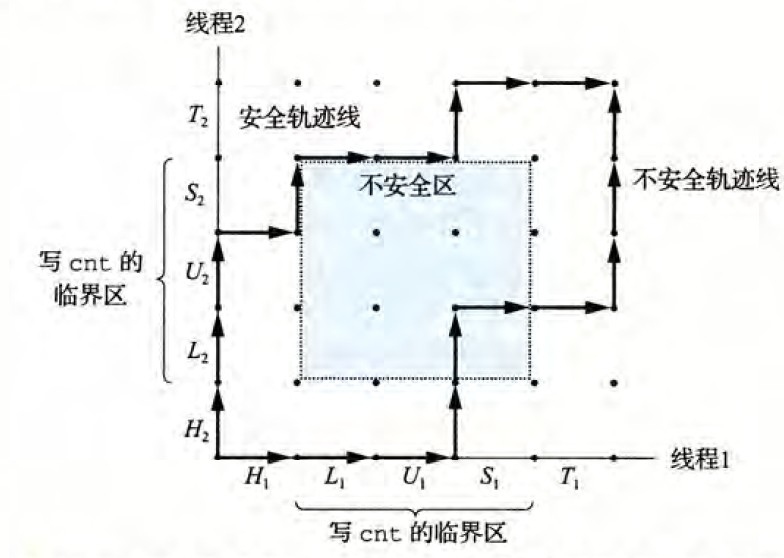 线程2
T₂
安全轨迹线
不安全区
不安全轨迹线
S₂
写 cnt 的
临界区
U₂
L₂
H₂
线程1
H₁ L₁ U₁ S₁ T₁
写 cnt 的临界区